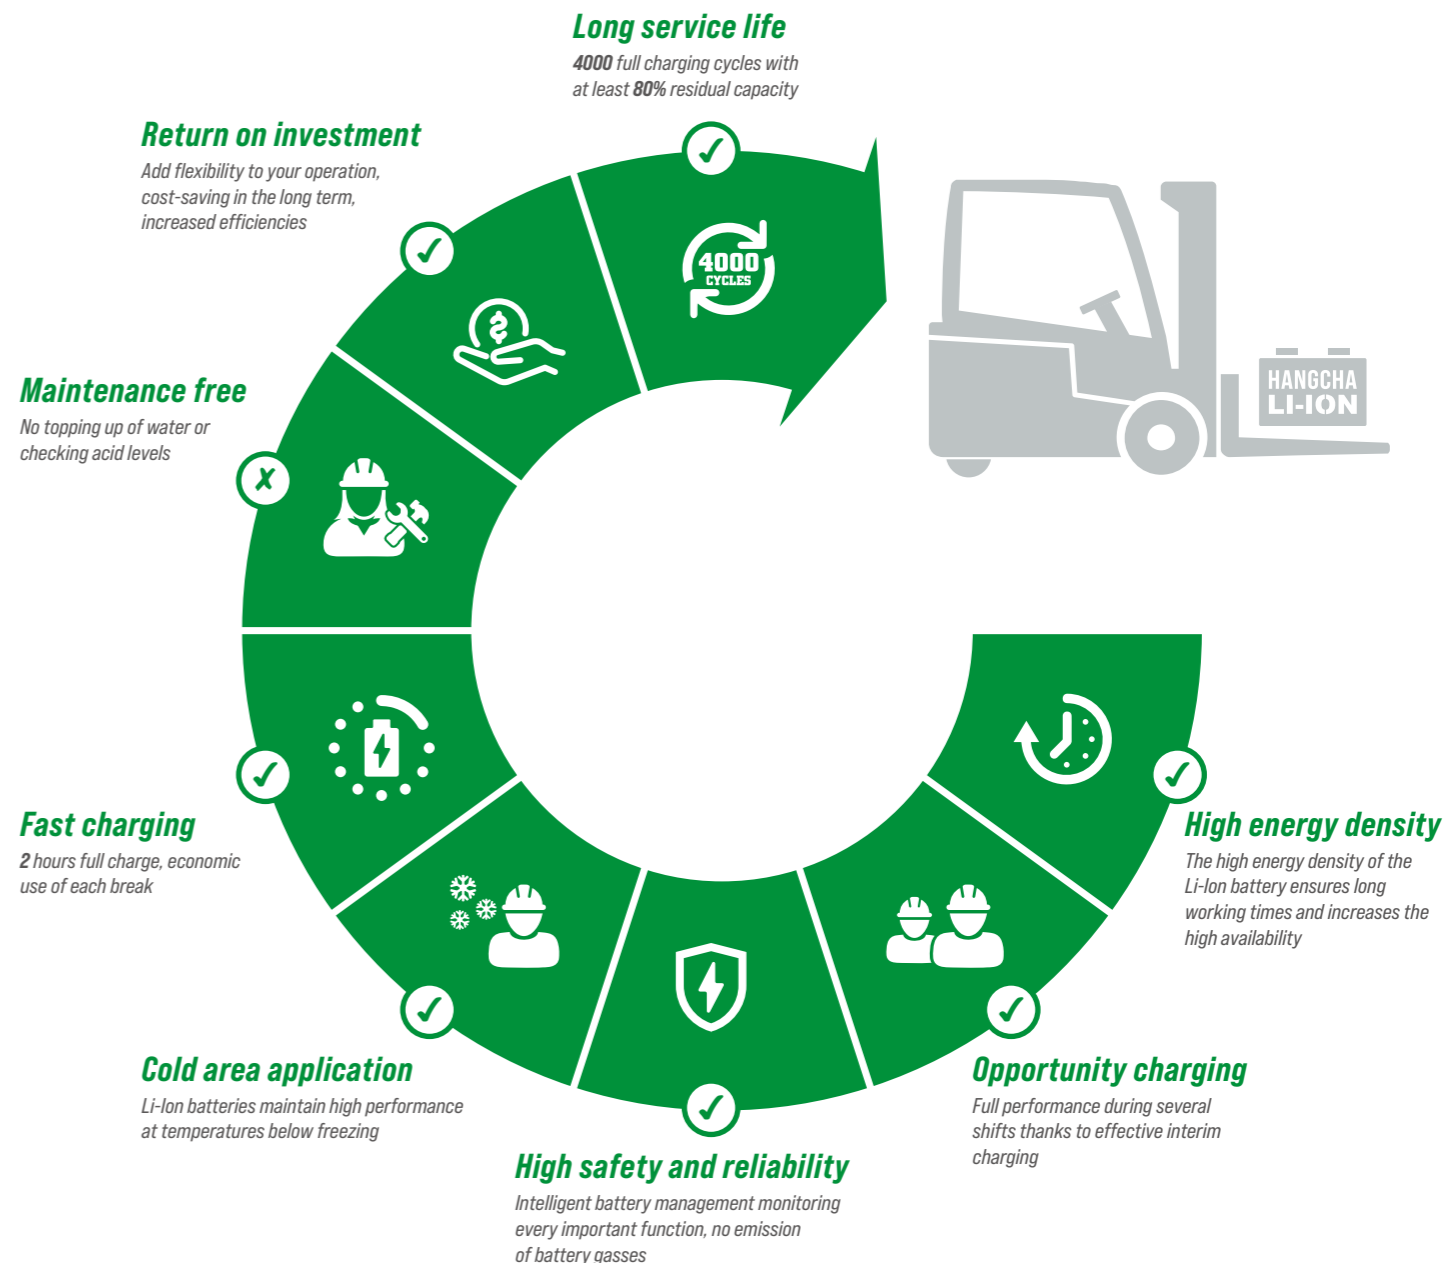 Long service life
4000 full charging cycles with
at least 80% residual capacity
Return on investment
Add flexibility to your operation,
cost-saving in the long term,
increased efficiencies
4000
CYCLES
HANGCHA
LI-ION
Maintenance free
No topping up of water or
checking acid levels
Fast charging
2 hours full charge, economic
use of each break
High energy density
The high energy density of the
Li-Ion battery ensures long
working times and increases the
high availability
Cold area application
Li-Ion batteries maintain high performance
at temperatures below freezing
Opportunity charging
Full performance during several
shifts thanks to effective interim
charging
High safety and reliability
Intelligent battery management monitoring
every important function, no emission
of battery gasses